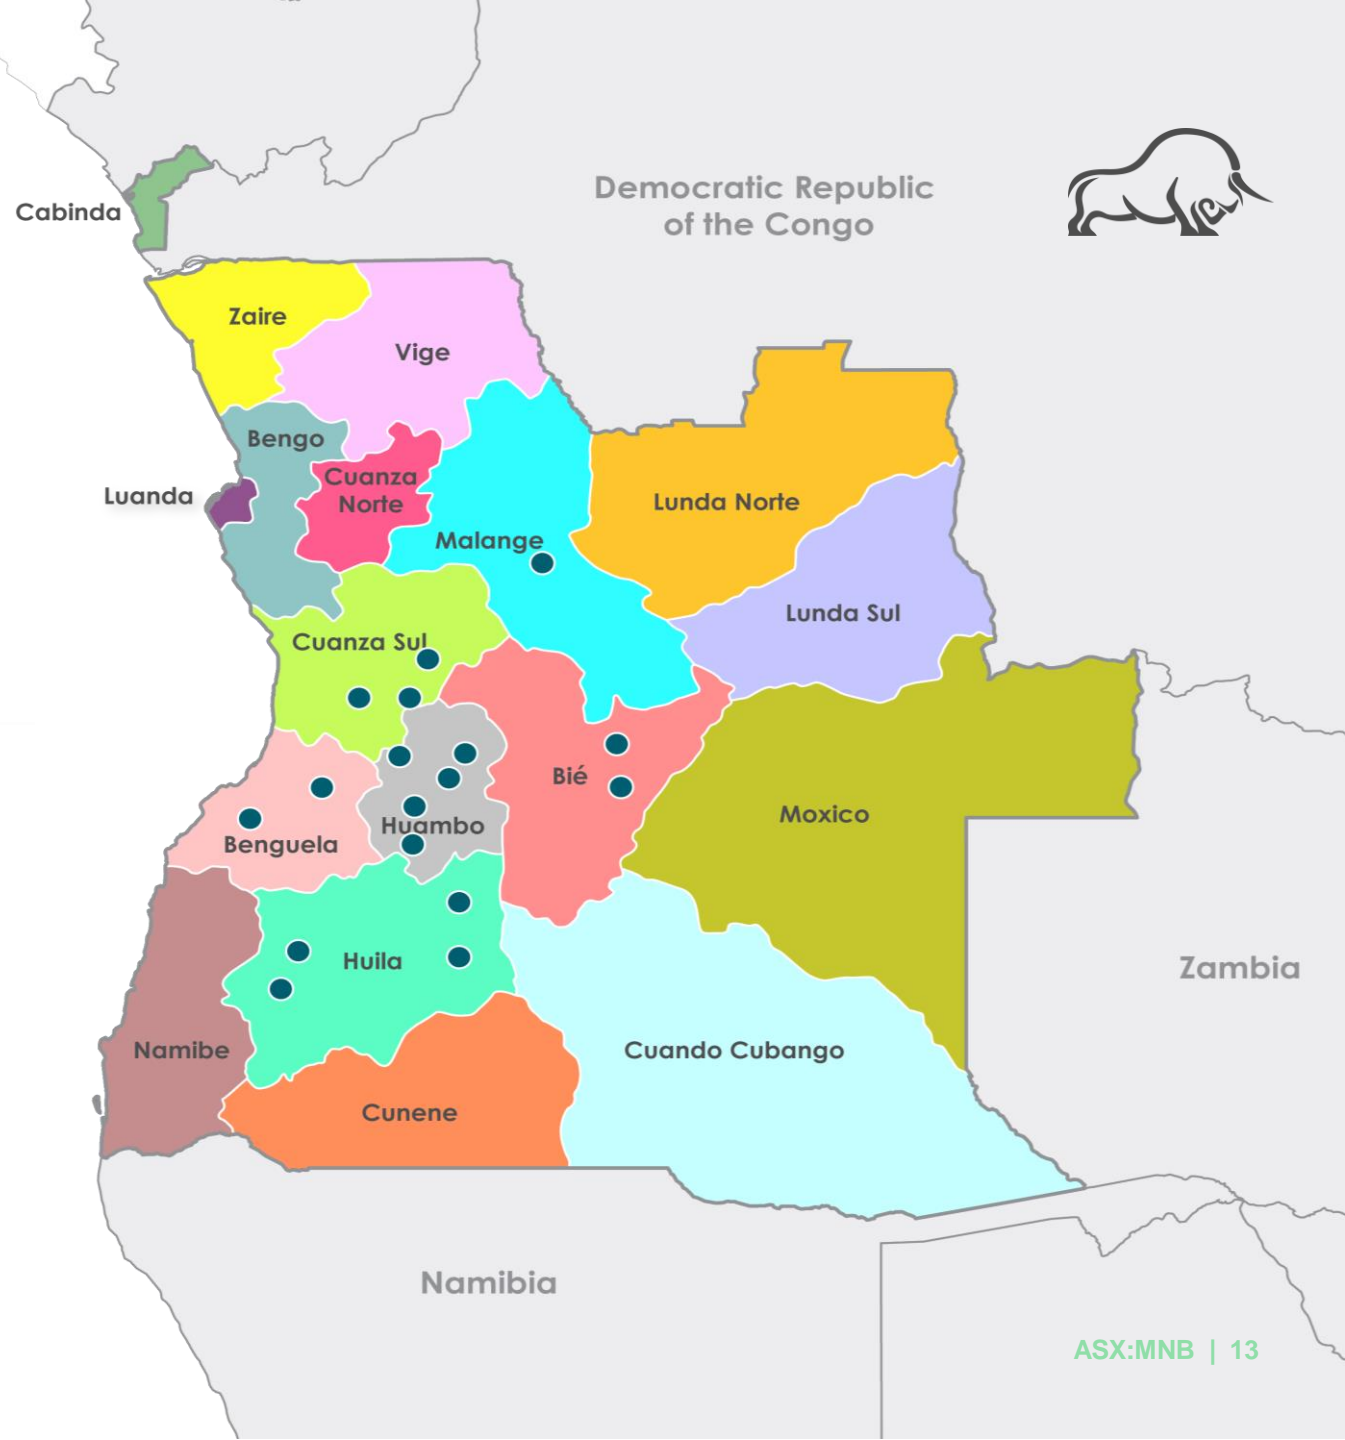 Democratic Republic
of the Congo
Cabinda
Zaire
Vige
Bengo
Cuanza
Norte
Luanda
Lunda Norte
Malange
Lunda Sul
Cuanza Sul
Bié
Moxico
Huambo
Benguela
Huila
Zambia
Namibe
Cuando Cubango
Cunene
Namibia
ASX:MNB | 13